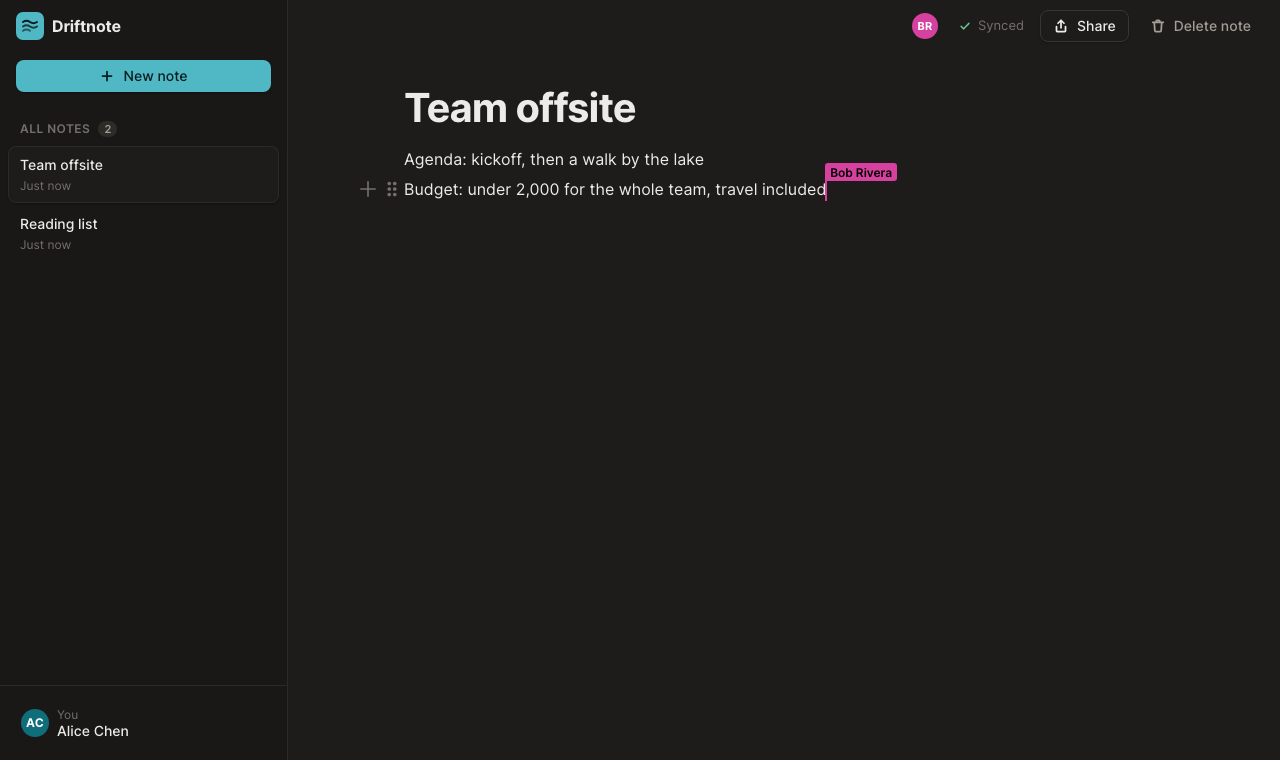 Driftnote
New note
ALL NOTES 2
Team offsite
Just now
Reading list
Just now
AC
You
Alice Chen
BR
Synced
Share
Delete note
Team offsite
Agenda: kickoff, then a walk by the lake
Bob Rivera
Budget: under 2,000 for the whole team, travel included